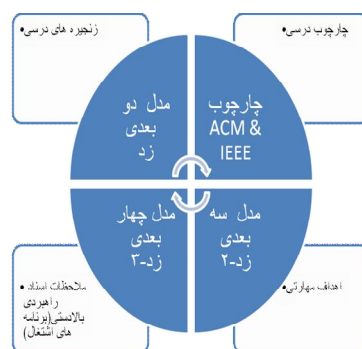 چارچوب درسی•
زنجیره های درسی•
چارچوب
ACM &
IEEE
مدل دو
بعدی
زد
مدل سه
بعدی
زد-۲
مدل چهار
بعدی
زد-۳
اهداف مهارتی•
ملاحظات اسناد •
راهبردی
بالادستی(برنامه
های اشتغال)